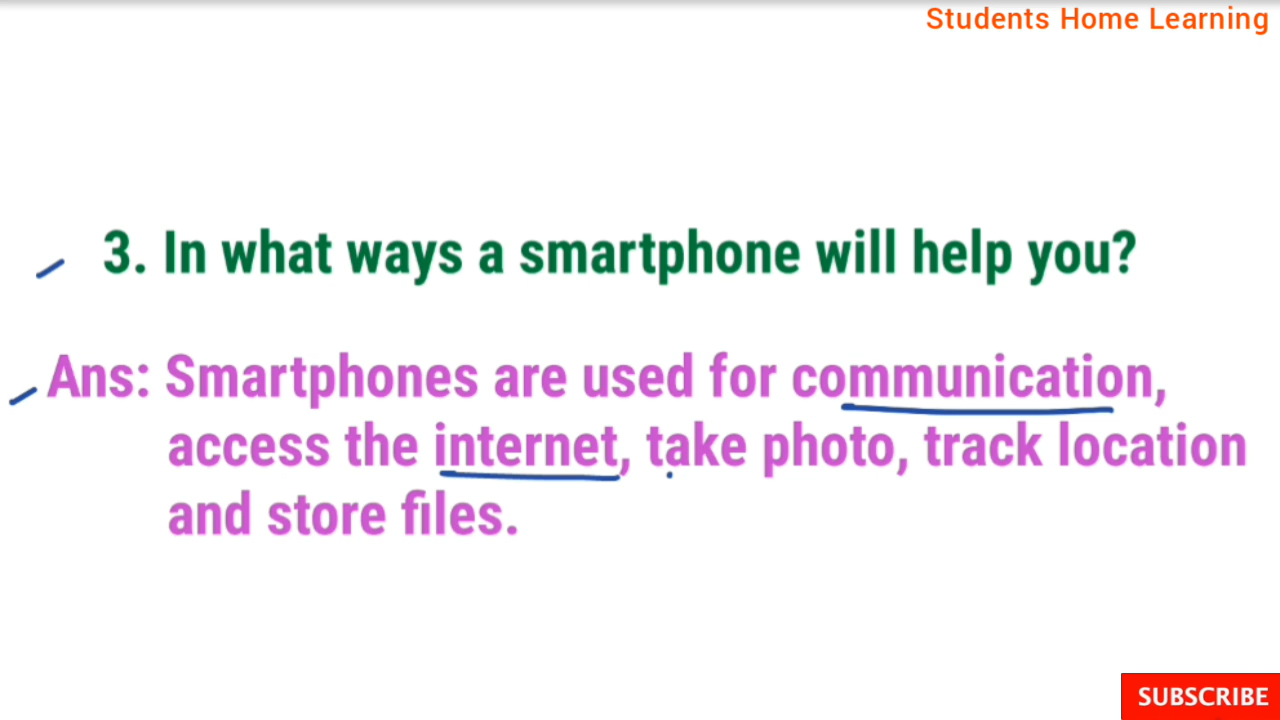 Students Home Learning
3. In what ways a smartphone will help you?
Ans: Smartphones are used for communication,
access the internet, take photo, track location
and store files.
SUBSCRIBE